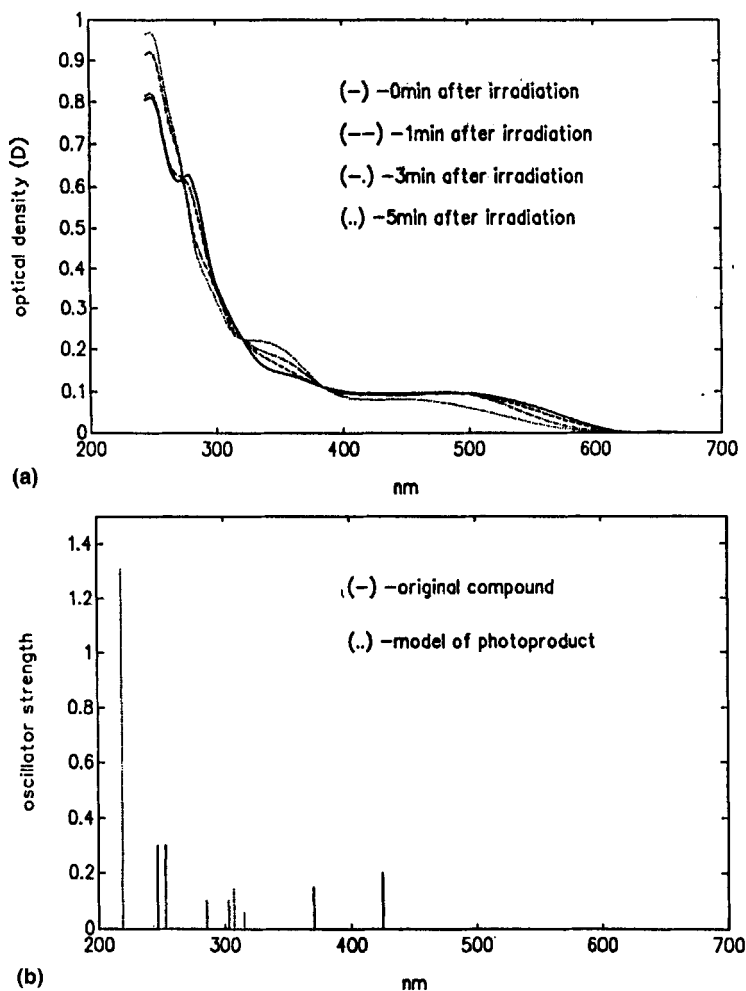 1
0.9
0.8
0.7
0.6
0.5
0.4
0.3
0.2
0.1
0
optical density (D)
(-) -0min after irradiation
(--) -1min after irradiation
(-.) -3min after irradiation
(..) -5min after irradiation
200 300 400 500 600 700
nm
(a)
1.4
1.2
1
0.8
0.6
0.4
0.2
0
oscillator strength
(-) -original compound
(..) -model of photoproduct
200 300 400 500 600 700
nm
(b)